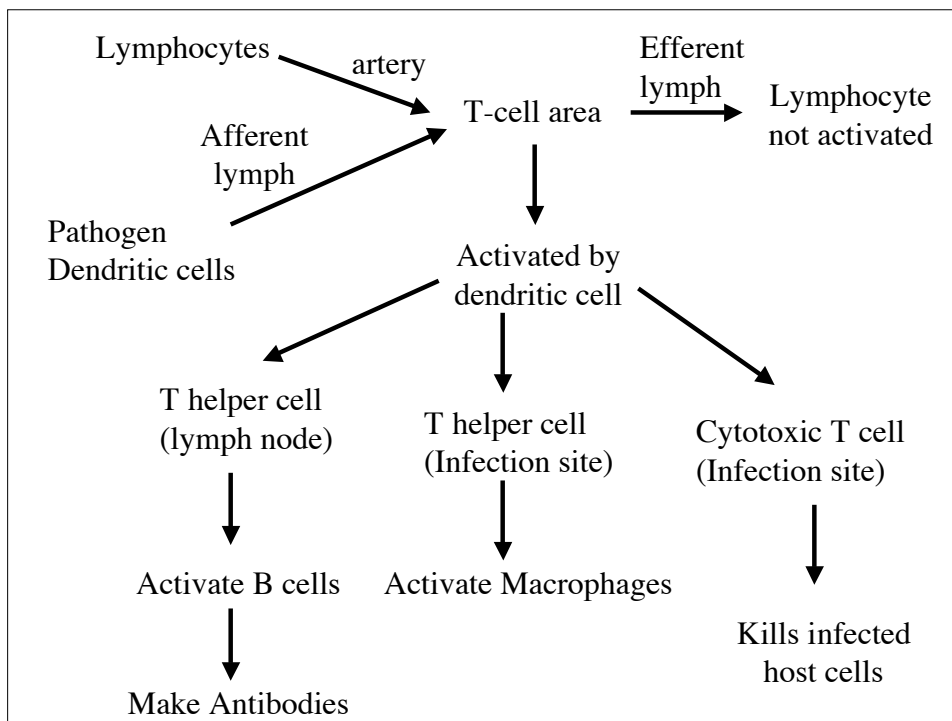 Lymphocytes
artery
Efferent
lymph
T-cell area
Lymphocyte
not activated
Afferent
lymph
Pathogen
Dendritic cells
Activated by
dendritic cell
T helper cell
(lymph node)
T helper cell
(Infection site)
Cytotoxic T cell
(Infection site)
Activate B cells
Activate Macrophages
Kills infected
host cells
Make Antibodies